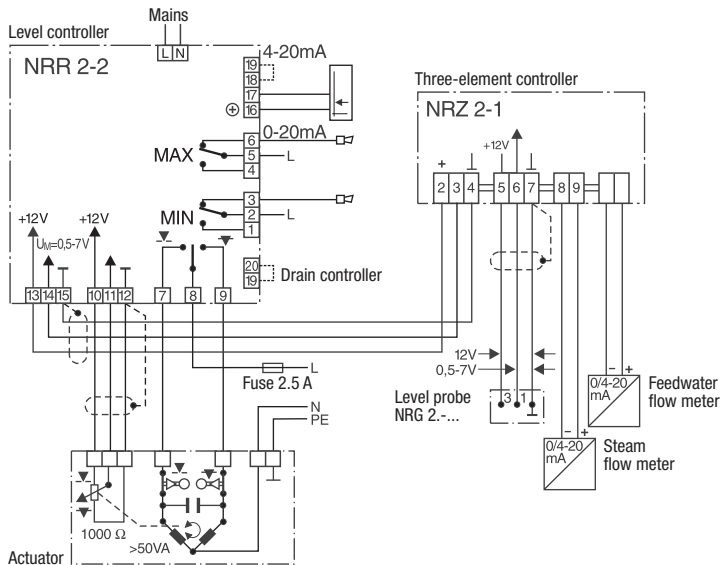 Mains
Level controller
L N
NRR 2-2
4-20mA
19
18
17
16
0-20mA
6
5 L
4
MAX
3
2 L
1
MIN
+12V
+12V
UM=0,5-7V
20
19
Drain controller
13 14 15 10 11 12 7 8 9
Fuse 2.5 A
L
N
PE
1000 Ω
>50VA
Actuator
Three-element controller
NRZ 2-1
+12V
+
2 3 4 5 6 7 8 9
12V
0,5-7V
Level probe
NRG 2.-...
3 1
- +
0/4-20
mA
Feedwater
flow meter
- +
0/4-20
mA
Steam
flow meter